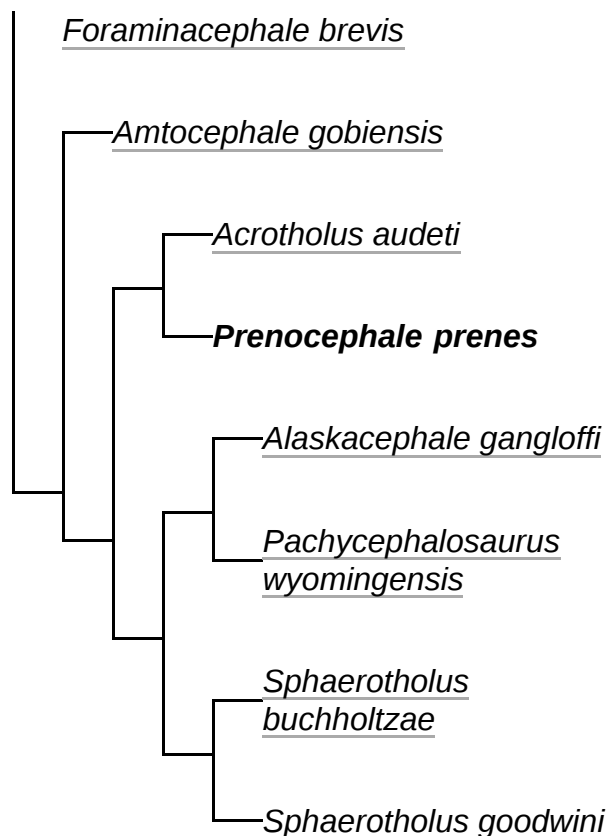 Foraminacephale brevis
Amtocephale gobiensis
Acrotholus audeti
Prenocephale prenes
Alaskacephale gangloffi
Pachycephalosaurus
wyomingensis
Sphaerotholus
buchholtzae
Sphaerotholus goodwini